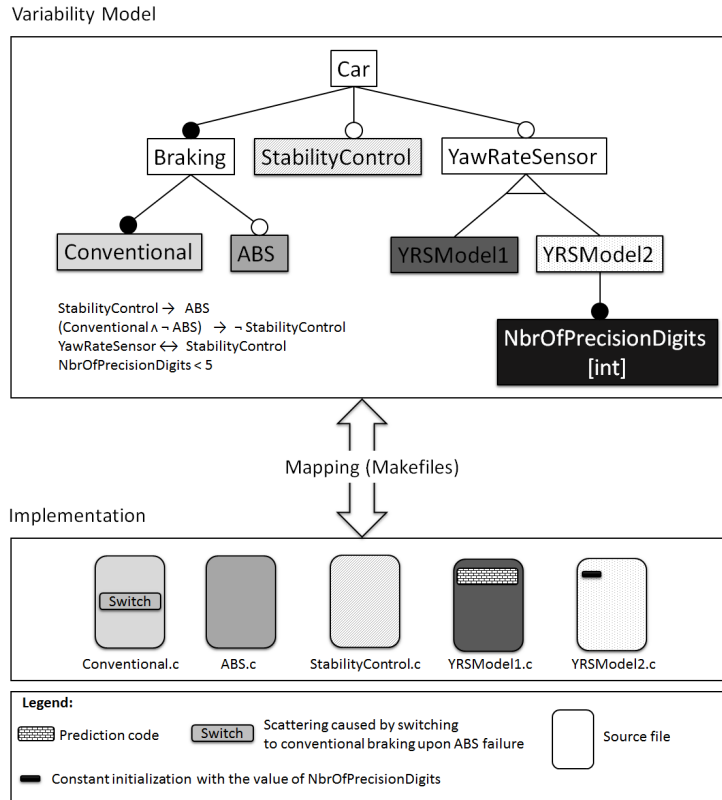 Variability Model
Car
Braking
StabilityControl
YawRateSensor
Conventional
ABS
YRSModel1
YRSModel2
StabilityControl → ABS
(Conventional ∧ ¬ ABS) → ¬ StabilityControl
YawRateSensor ↔ StabilityControl
NbrOfPrecisionDigits < 5
NbrOfPrecisionDigits
[int]
Mapping (Makefiles)
Implementation
Switch
Conventional.c
ABS.c
StabilityControl.c
YRSModel1.c
YRSModel2.c
Legend:
Prediction code
Switch
Scattering caused by switching
to conventional braking upon ABS failure
Source file
Constant initialization with the value of NbrOfPrecisionDigits